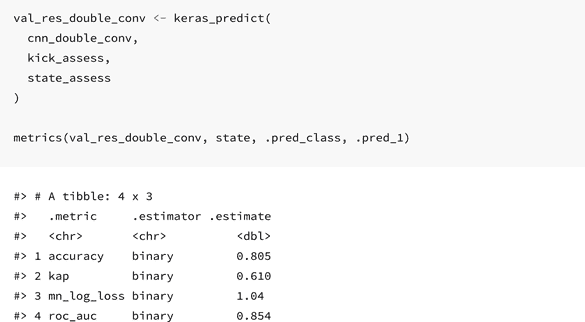 val_res_double_conv <- keras_predict(
  cnn_double_conv,
  kick_assess,
  state_assess
)
metrics(val_res_double_conv, state, .pred_class, .pred_1)
#> # A tibble: 4 x 3
#>   .metric     .estimator .estimate
#>   <chr>       <chr>          <dbl>
#> 1 accuracy    binary         0.805
#> 2 kap         binary         0.610
#> 3 mn_log_loss binary         1.04
#> 4 roc_auc     binary         0.854